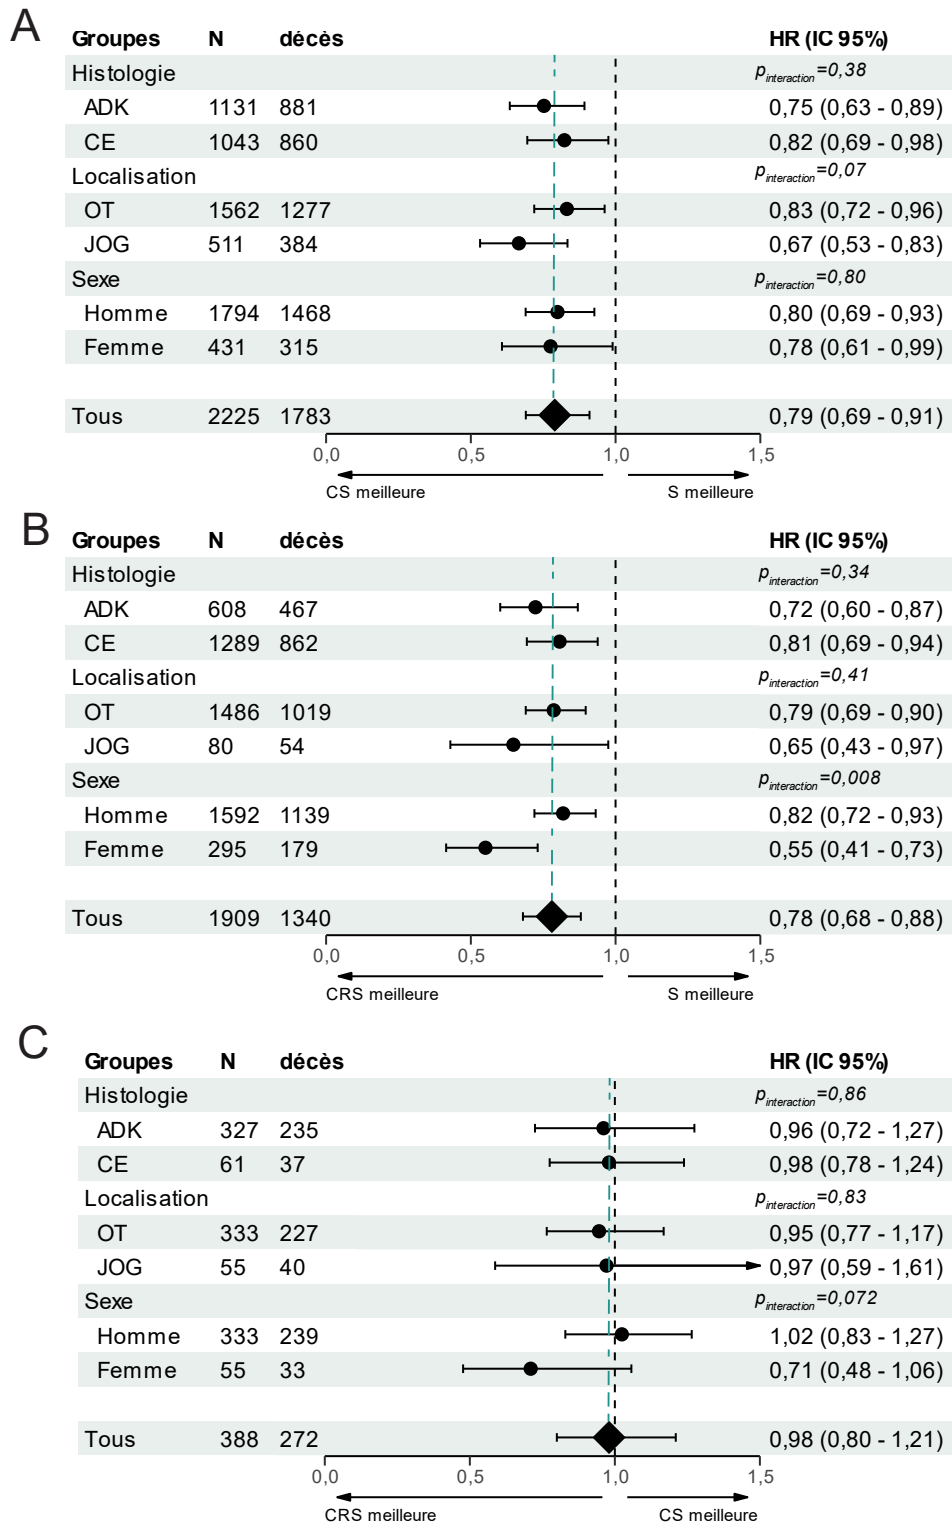 A
Groupes N décès HR (IC 95%)
Histologie pinteraction=0,38
ADK 1131 881 0,75 (0,63 - 0,89)
CE 1043 860 0,82 (0,69 - 0,98)
Localisation pinteraction=0,07
OT 1562 1277 0,83 (0,72 - 0,96)
JOG 511 384 0,67 (0,53 - 0,83)
Sexe pinteraction=0,80
Homme 1794 1468 0,80 (0,69 - 0,93)
Femme 431 315 0,78 (0,61 - 0,99)
Tous 2225 1783 0,79 (0,69 - 0,91)
0,0 0,5 1,0 1,5
CS meilleure S meilleure
B
Groupes N décès HR (IC 95%)
Histologie pinteraction=0,34
ADK 608 467 0,72 (0,60 - 0,87)
CE 1289 862 0,81 (0,69 - 0,94)
Localisation pinteraction=0,41
OT 1486 1019 0,79 (0,69 - 0,90)
JOG 80 54 0,65 (0,43 - 0,97)
Sexe pinteraction=0,008
Homme 1592 1139 0,82 (0,72 - 0,93)
Femme 295 179 0,55 (0,41 - 0,73)
Tous 1909 1340 0,78 (0,68 - 0,88)
0,0 0,5 1,0 1,5
CRS meilleure S meilleure
C
Groupes N décès HR (IC 95%)
Histologie pinteraction=0,86
ADK 327 235 0,96 (0,72 - 1,27)
CE 61 37 0,98 (0,78 - 1,24)
Localisation pinteraction=0,83
OT 333 227 0,95 (0,77 - 1,17)
JOG 55 40 0,97 (0,59 - 1,61)
Sexe pinteraction=0,072
Homme 333 239 1,02 (0,83 - 1,27)
Femme 55 33 0,71 (0,48 - 1,06)
Tous 388 272 0,98 (0,80 - 1,21)
0,0 0,5 1,0 1,5
CRS meilleure CS meilleure